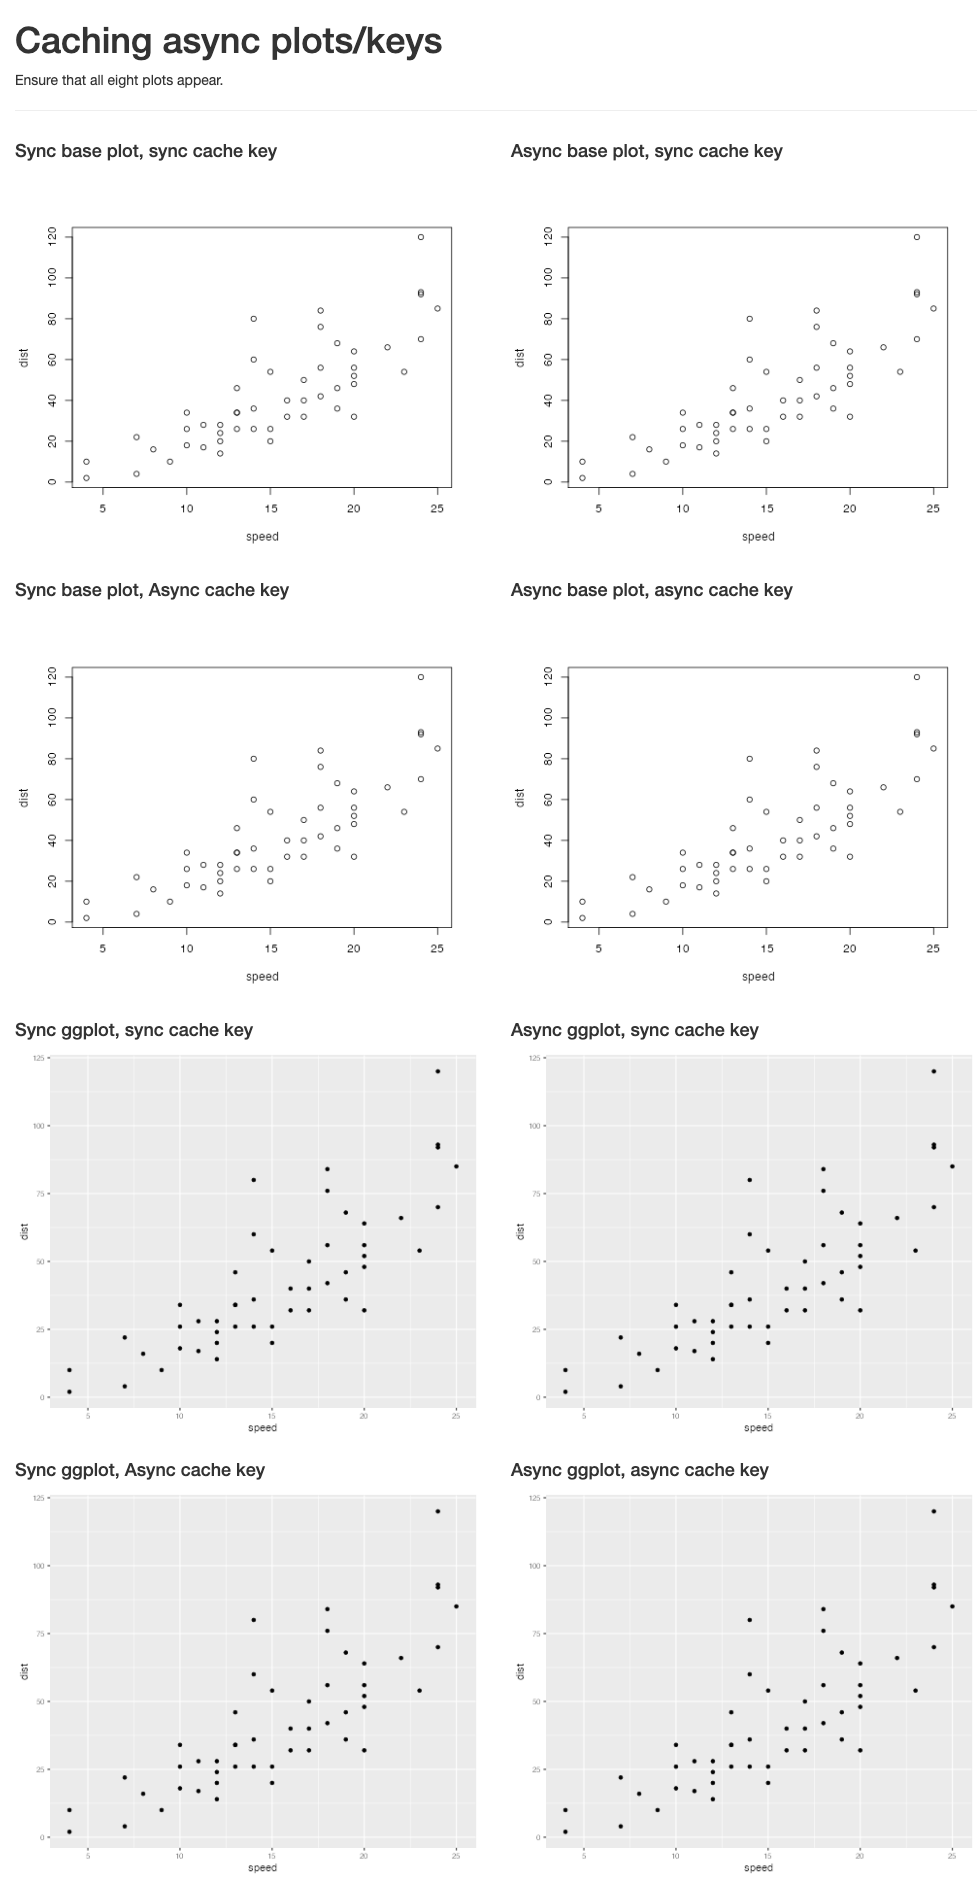 Caching async plots/keys
Ensure that all eight plots appear.
Sync base plot, sync cache key
Async base plot, sync cache key
120
100
80
60
40
20
0
dist
5 10 15 20 25
speed
120
100
80
60
40
20
0
dist
5 10 15 20 25
speed
Sync base plot, Async cache key
Async base plot, async cache key
120
100
80
60
40
20
0
dist
5 10 15 20 25
speed
120
100
80
60
40
20
0
dist
5 10 15 20 25
speed
Sync ggplot, sync cache key
Async ggplot, sync cache key
125
100
75
50
25
0
dist
5 10 15 20 25
speed
125
100
75
50
25
0
dist
5 10 15 20 25
speed
Sync ggplot, Async cache key
Async ggplot, async cache key
125
100
75
50
25
0
dist
5 10 15 20 25
speed
125
100
75
50
25
0
dist
5 10 15 20 25
speed